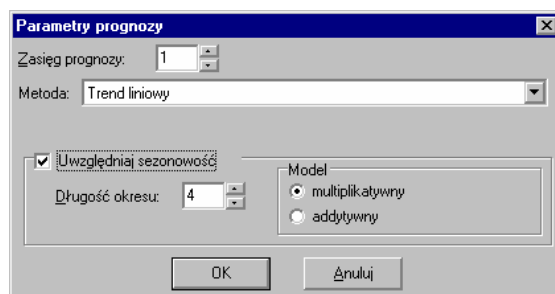 Parametry prognozy
Zasięg prognozy: 1
Metoda: Trend liniowy
Uwzględniaj sezonowość
Długość okresu: 4
Model
multiplikatywny
addytywny
OK Anuluj